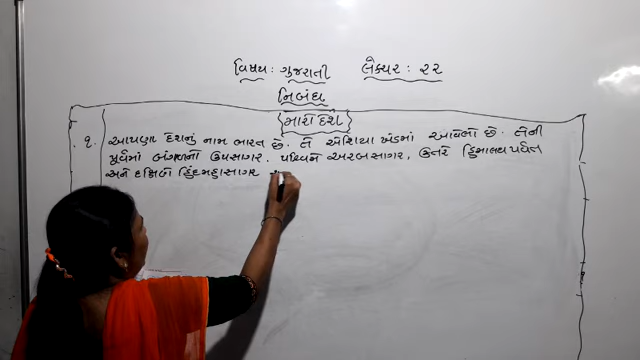 વિષય: ગુજરાતી લેક્ચર: ૨૨
નિબંધ
મારો દેશ
૧. આપણા દેશનું નામ ભારત છે. તે એશિયા ખંડમાં આવેલો છે. તેની
પૂર્વમાં બંગાળનો ઉપસાગર, પશ્ચિમે અરબસાગર, ઉત્તરે હિમાલય પર્વત
અને દક્ષિણે હિંદમહાસાગર